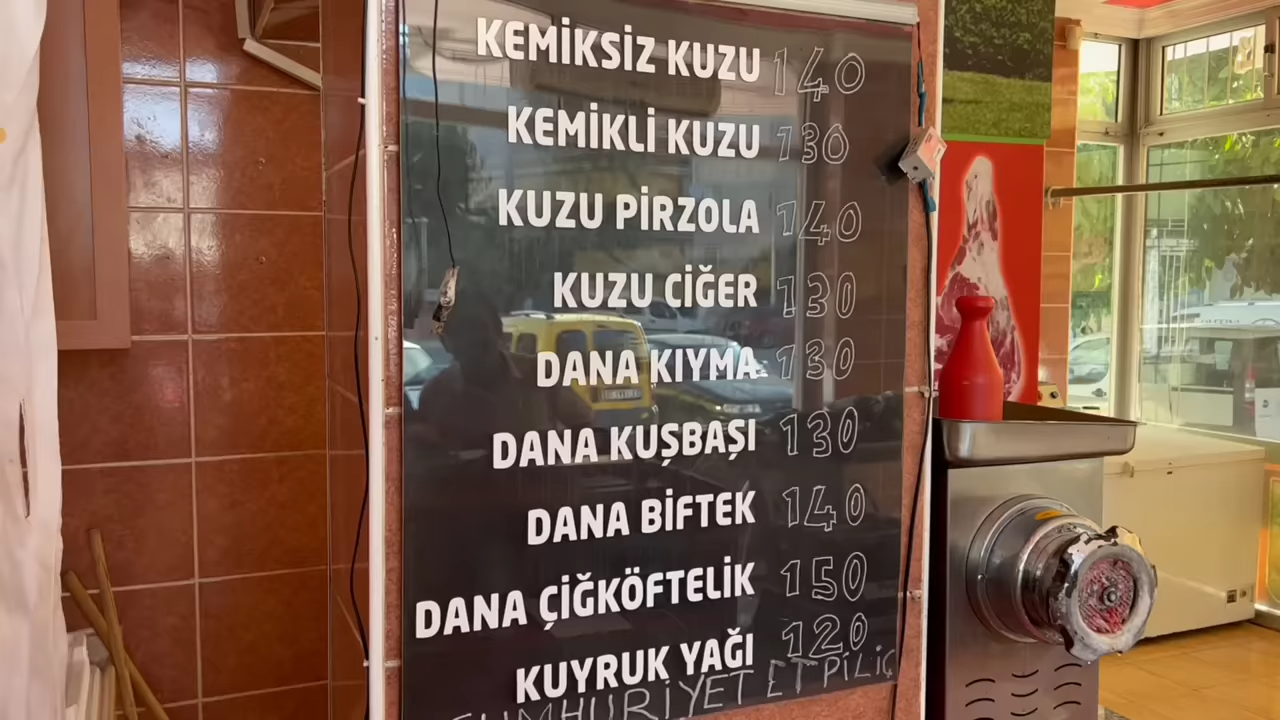 KEMİKSİZ KUZU 140
KEMİKLİ KUZU 130
KUZU PİRZOLA 140
KUZU CİĞER 130
DANA KIYMA 130
DANA KUŞBAŞI 130
DANA BİFTEK 140
DANA ÇİĞKÖFTELİK 150
KUYRUK YAĞI 120
CUMHURİYET ET PİLİÇ